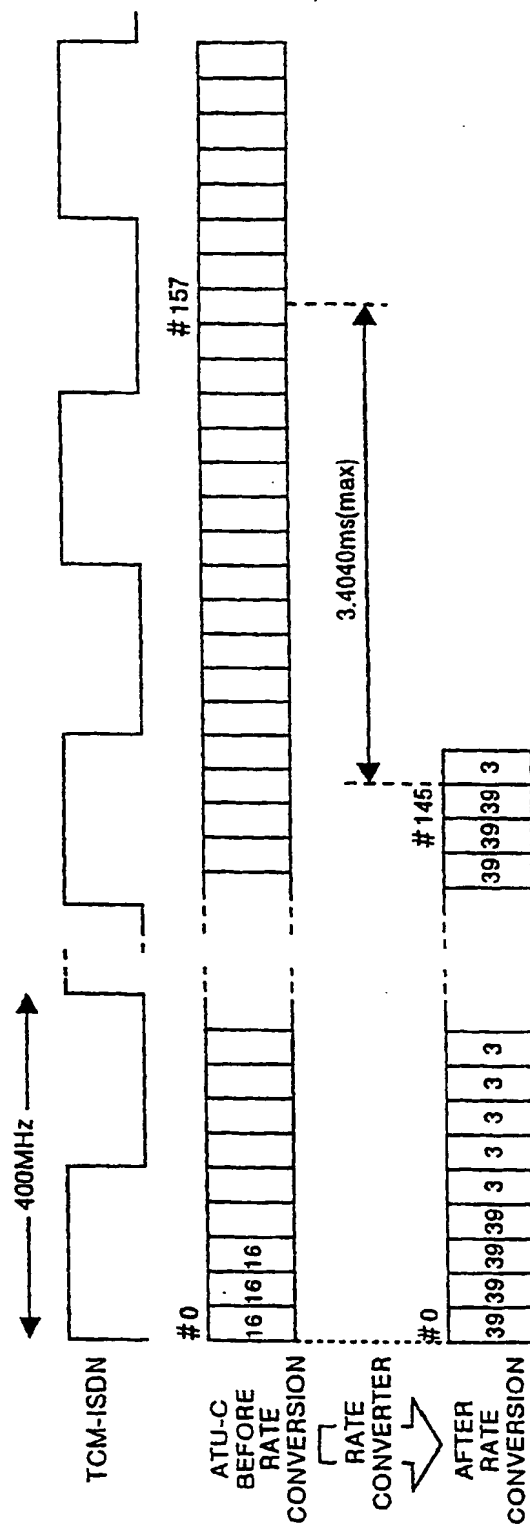 400MHz
TCM-ISDN
#0
#157
ATU-C
BEFORE
RATE
CONVERSION
16 16 16
RATE
CONVERTER
3.4040ms(max)
#0
#145
AFTER
RATE
CONVERSION
39 39 39 39 3 3 3 3 3
39 39 39 3